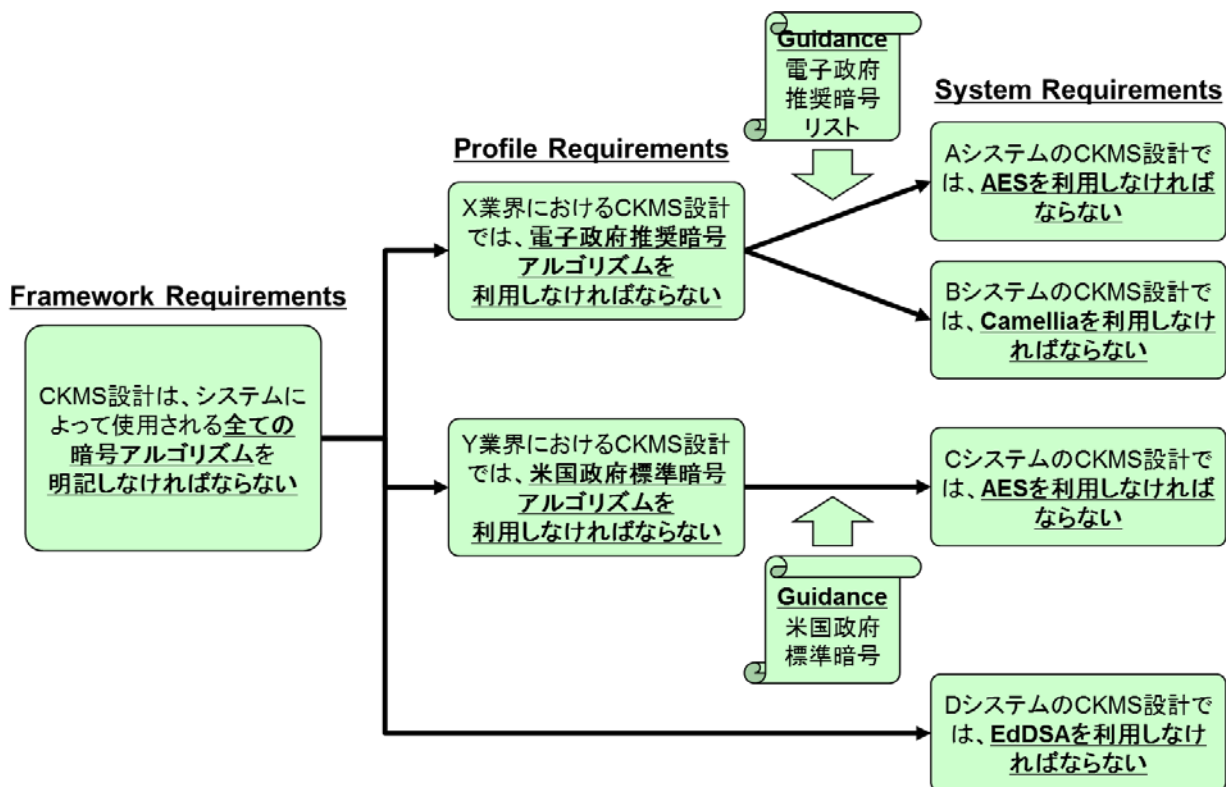 Guidance
電子政府
推奨暗号
リスト
System Requirements
Profile Requirements
AシステムのCKMS設計で
は、AESを利用しなければ
ならない
X業界におけるCKMS設計
では、電子政府推奨暗号
アルゴリズムを
利用しなければならない
Framework Requirements
BシステムのCKMS設計で
は、Camelliaを利用しなけ
ればならない
CKMS設計は、システムに
よって使用される全ての
暗号アルゴリズムを
明記しなければならない
Y業界におけるCKMS設計
では、米国政府標準暗号
アルゴリズムを
利用しなければならない
CシステムのCKMS設計で
は、AESを利用しなければ
ならない
Guidance
米国政府
標準暗号
DシステムのCKMS設計で
は、EdDSAを利用しなけ
ればならない